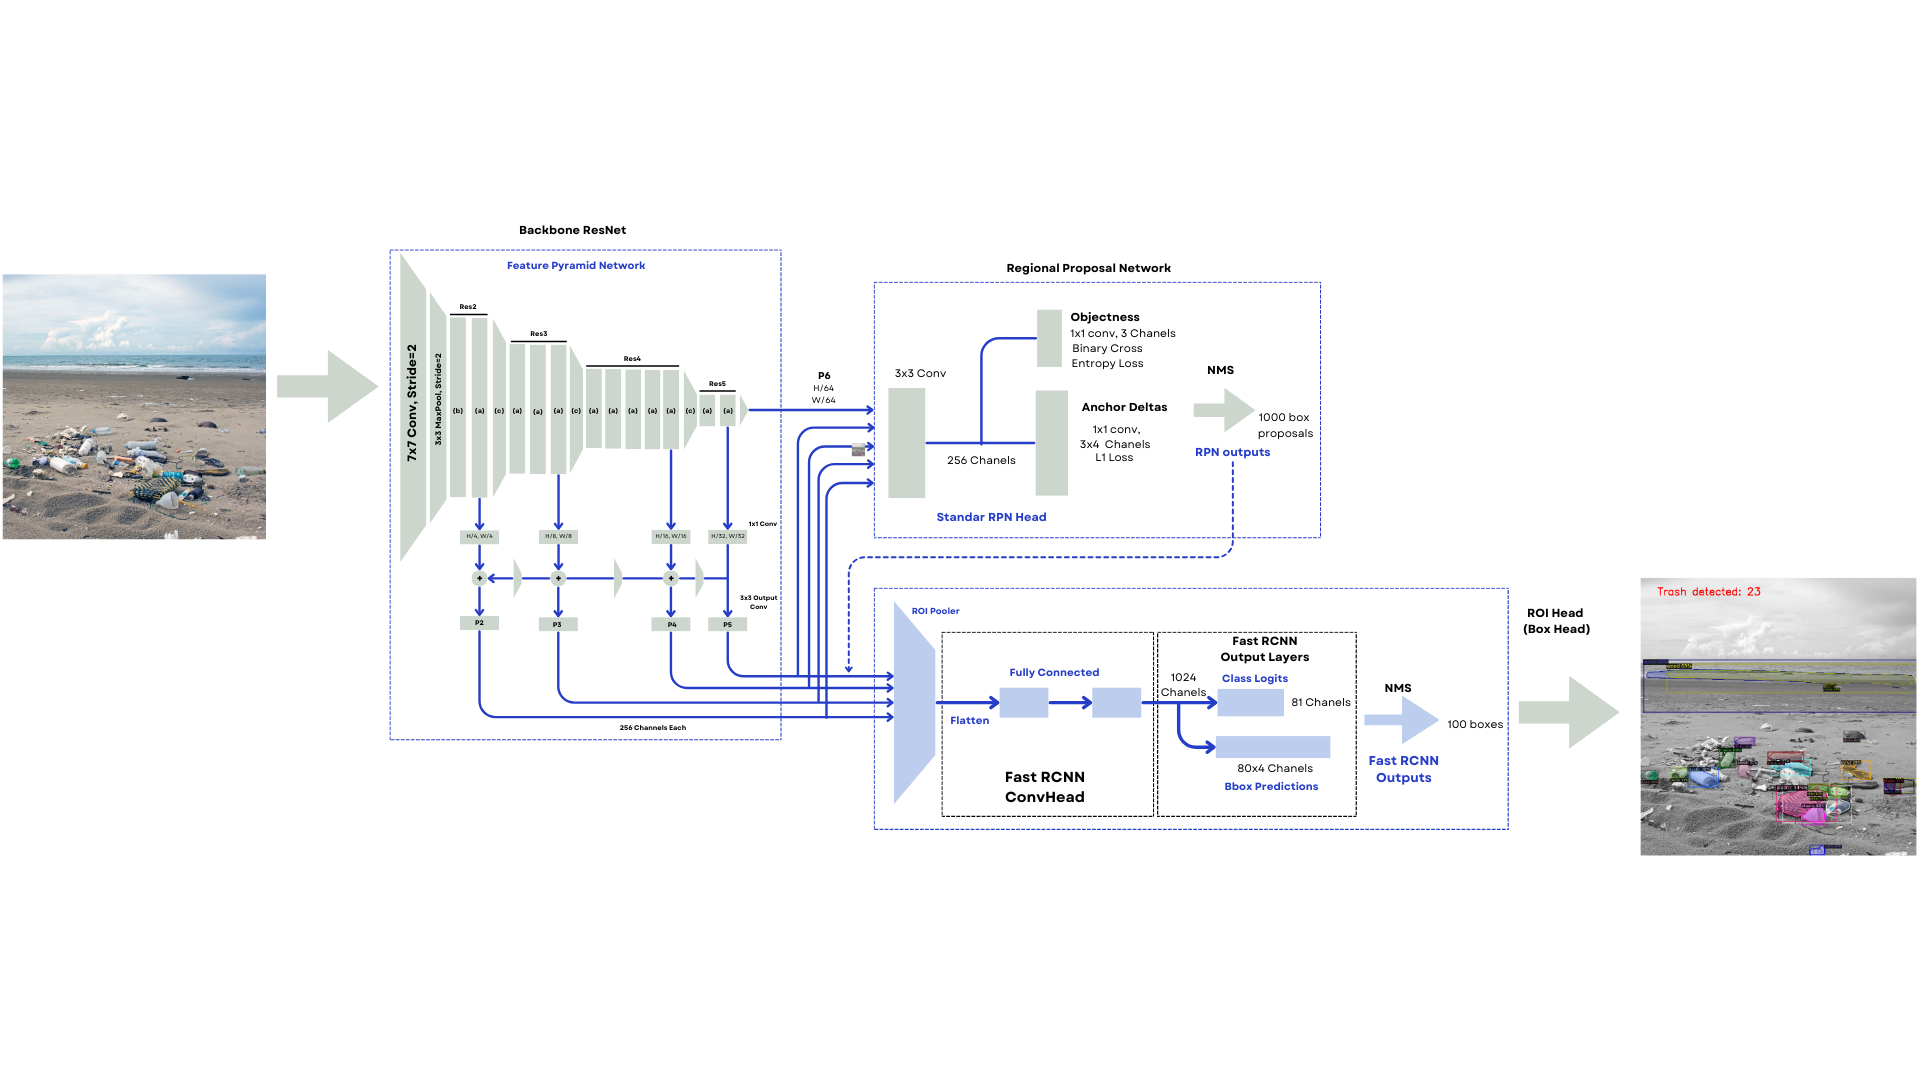 Backbone ResNet
Feature Pyramid Network
7x7 Conv, Stride=2
3x3 MaxPool, Stride=2
Res2
Res3
Res4
Res5
(b) (a) (c) (a) (a) (a) (c) (a) (a) (a) (a) (a) (c) (a) (a)
1x1 Conv
H/4, W/4
H/8, W/8
H/16, W/16
H/32, W/32
+ + +
3x3 Output
Conv
P2
P3
P4
P5
256 Channels Each
P6
H/64
W/64
Regional Proposal Network
3x3 Conv
256 Chanels
Objectness
1x1 conv, 3 Chanels
Binary Cross
Entropy Loss
Anchor Deltas
1x1 conv,
3x4 Chanels
L1 Loss
NMS
1000 box
proposals
RPN outputs
Standar RPN Head
ROI Pooler
Flatten
Fully Connected
Fast RCNN
ConvHead
Fast RCNN
Output Layers
1024
Chanels
Class Logits
81 Chanels
80x4 Chanels
Bbox Predictions
NMS
100 boxes
Fast RCNN
Outputs
ROI Head
(Box Head)
Trash detected: 23